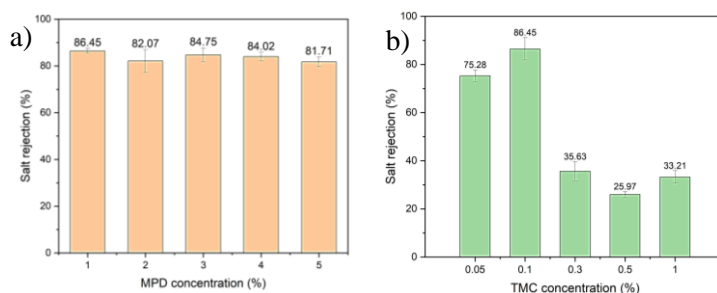 a)
100
80
60
40
20
0
Salt rejection (%)
86.45
82.07
84.75
84.02
81.71
1 2 3 4 5
MPD concentration (%)
b)
100
80
60
40
20
0
Salt rejection (%)
75.28
86.45
35.63
25.97
33.21
0.05 0.1 0.3 0.5 1
TMC concentration (%)